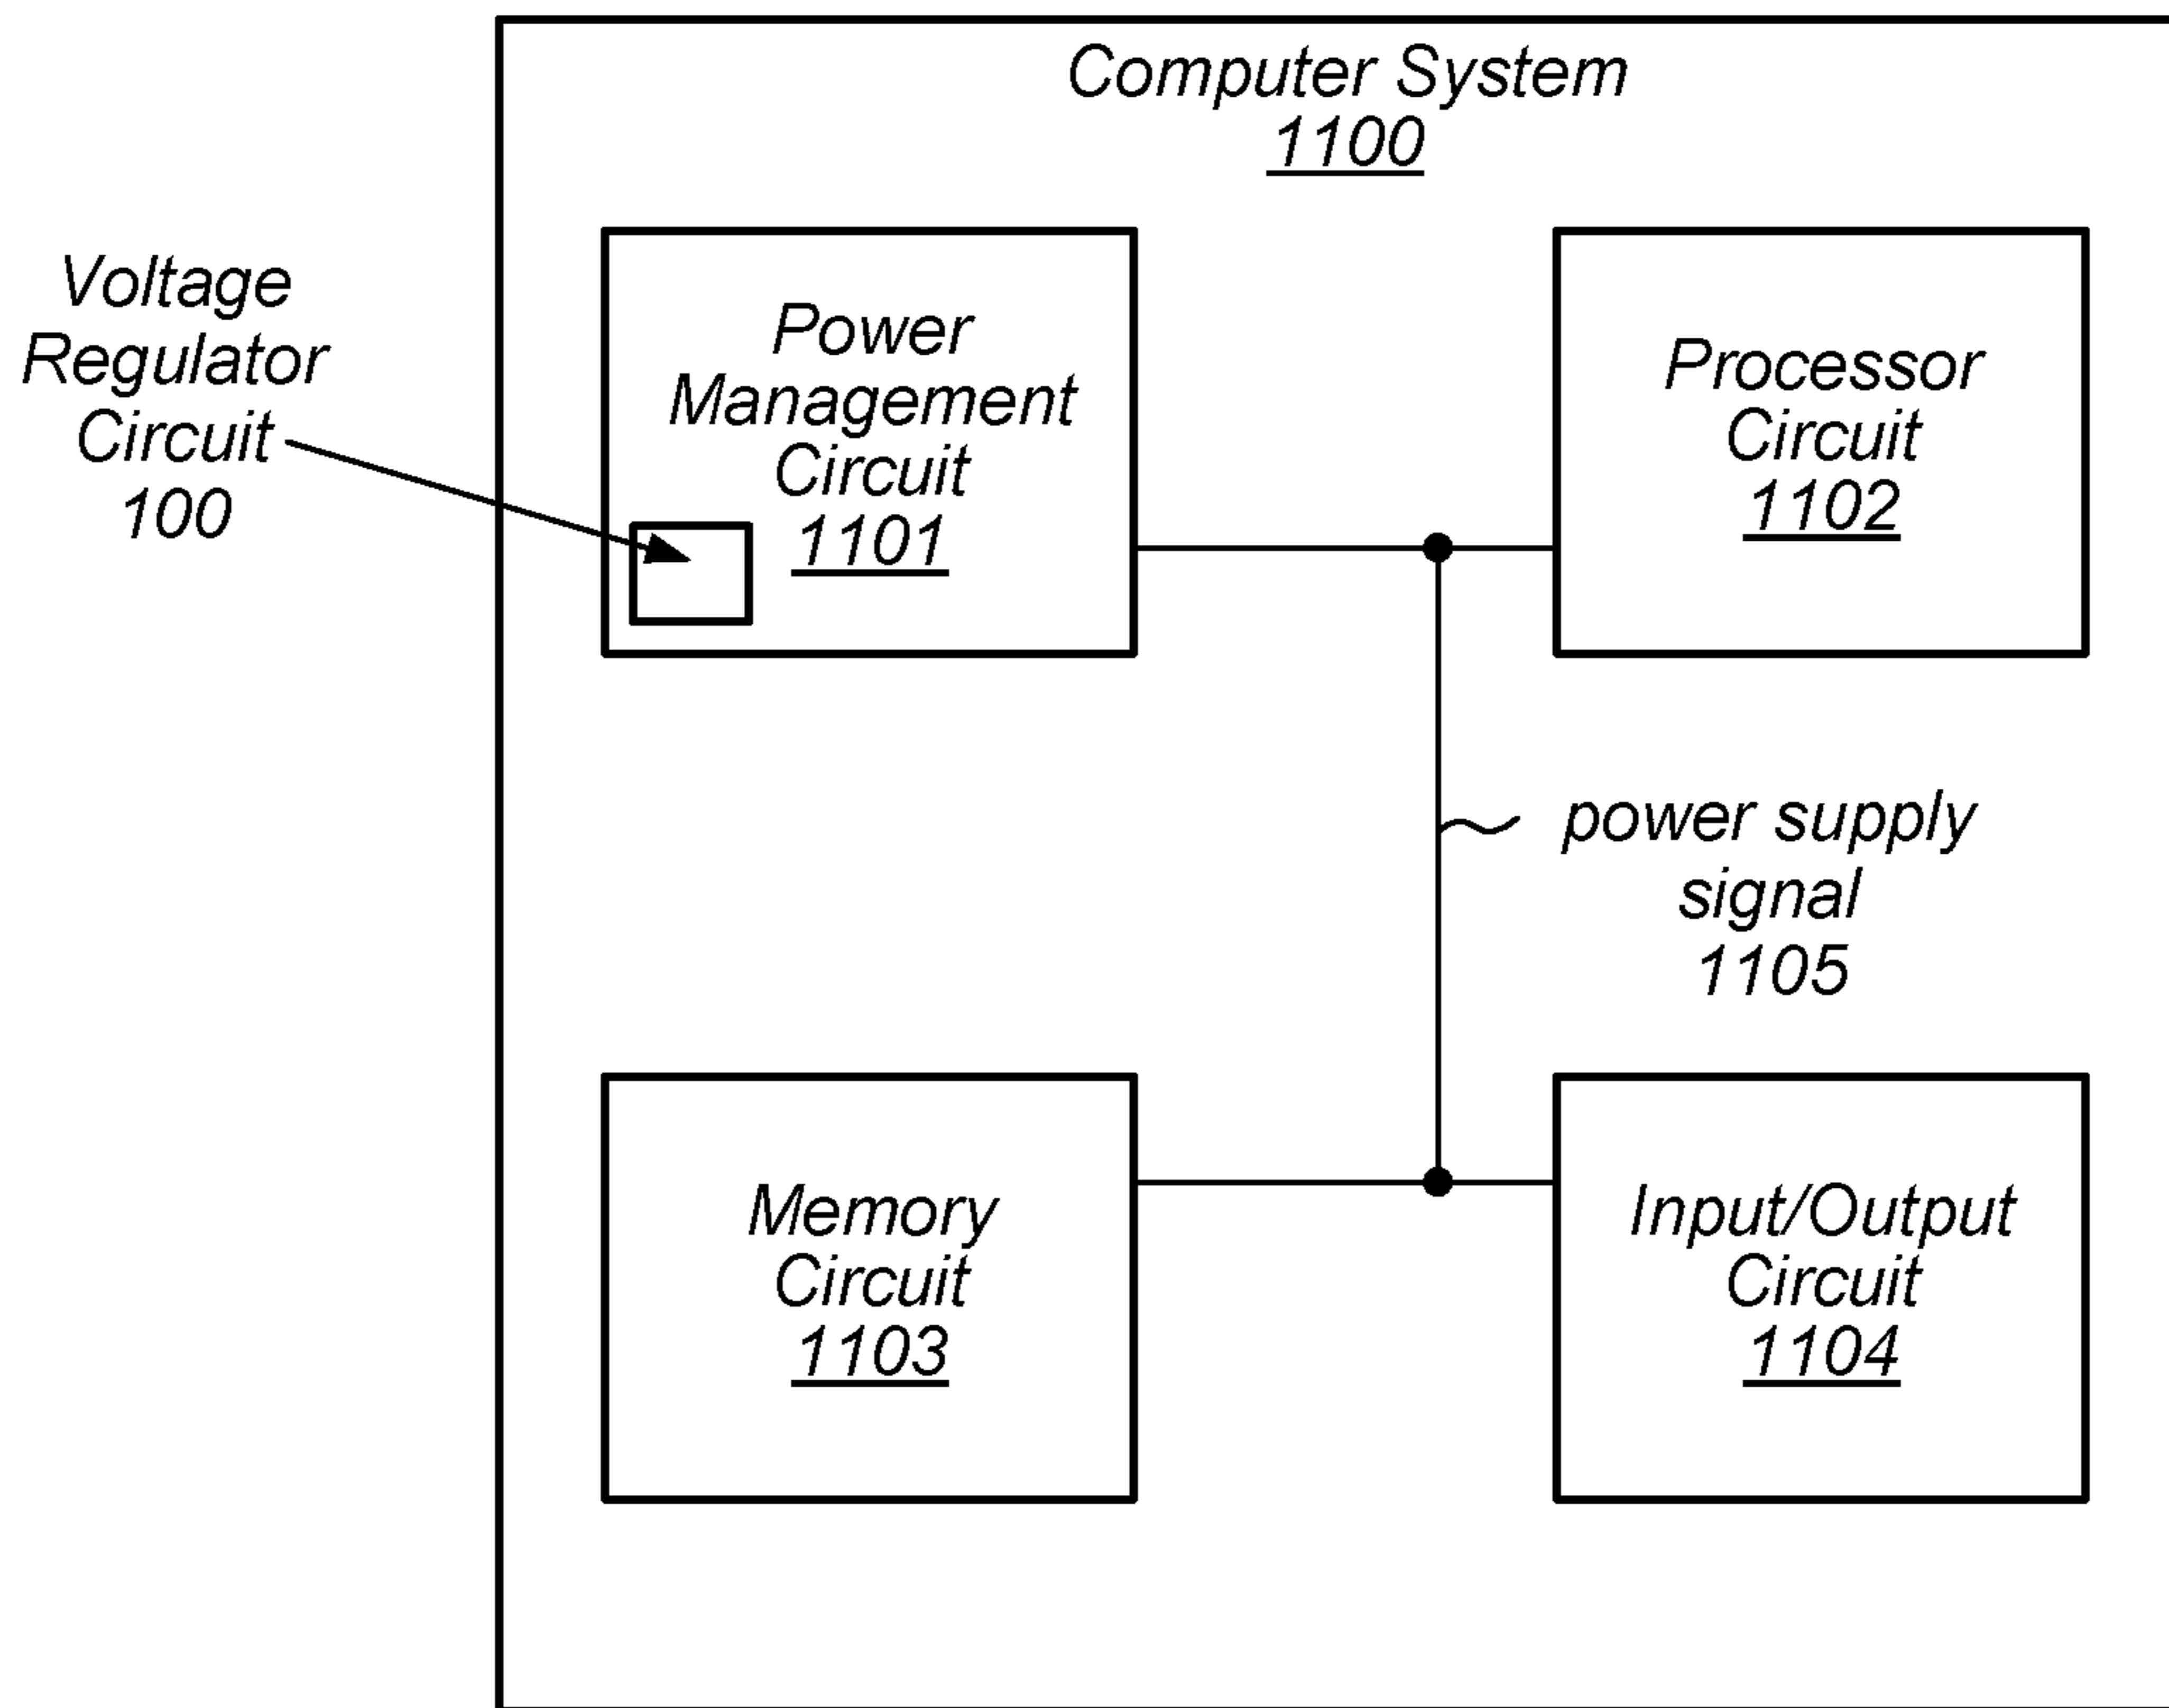 Computer System
1100
Voltage
Regulator
Circuit
100
Power
Management
Circuit
1101
Processor
Circuit
1102
power supply
signal
1105
Memory
Circuit
1103
Input/Output
Circuit
1104